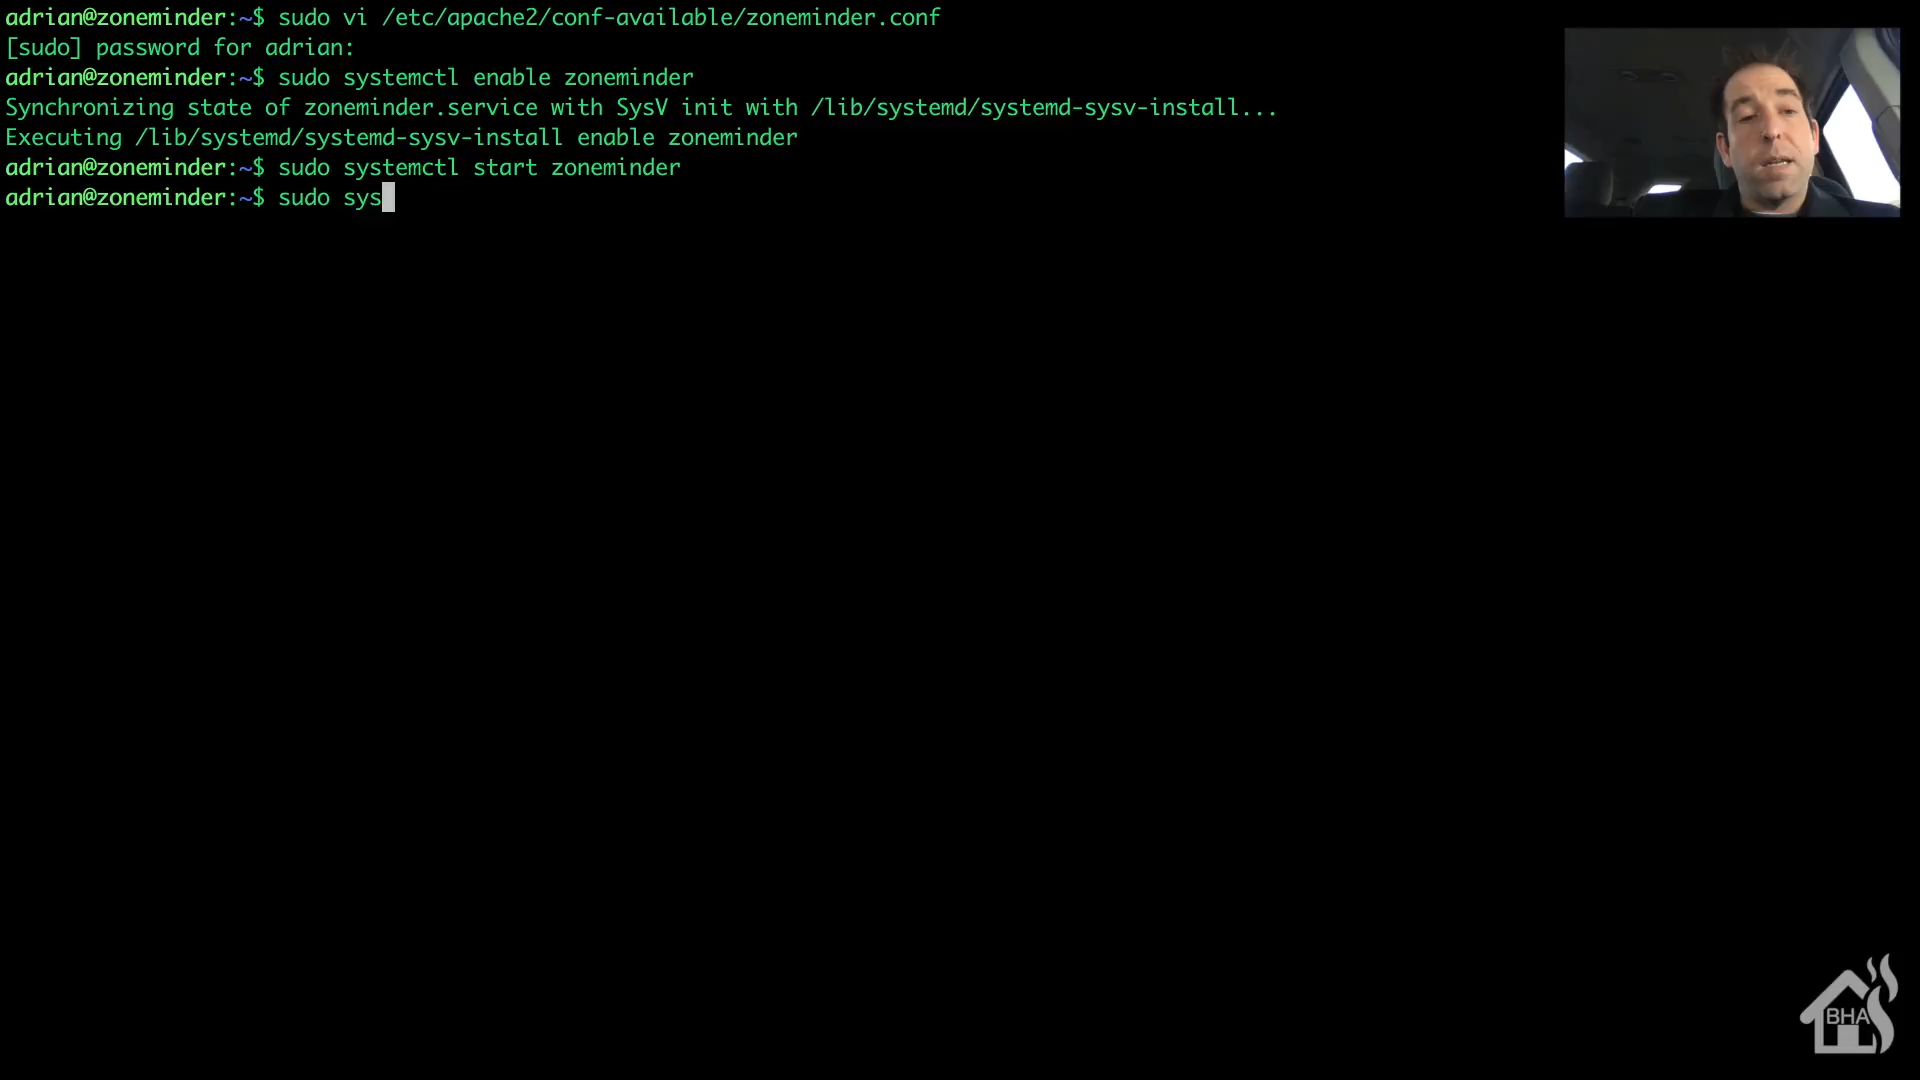 adrian@zoneminder:~$ sudo vi /etc/apache2/conf-available/zoneminder.conf
[sudo] password for adrian:
adrian@zoneminder:~$ sudo systemctl enable zoneminder
Synchronizing state of zoneminder.service with SysV init with /lib/systemd/systemd-sysv-install...
Executing /lib/systemd/systemd-sysv-install enable zoneminder
adrian@zoneminder:~$ sudo systemctl start zoneminder
adrian@zoneminder:~$ sudo sys
BHA